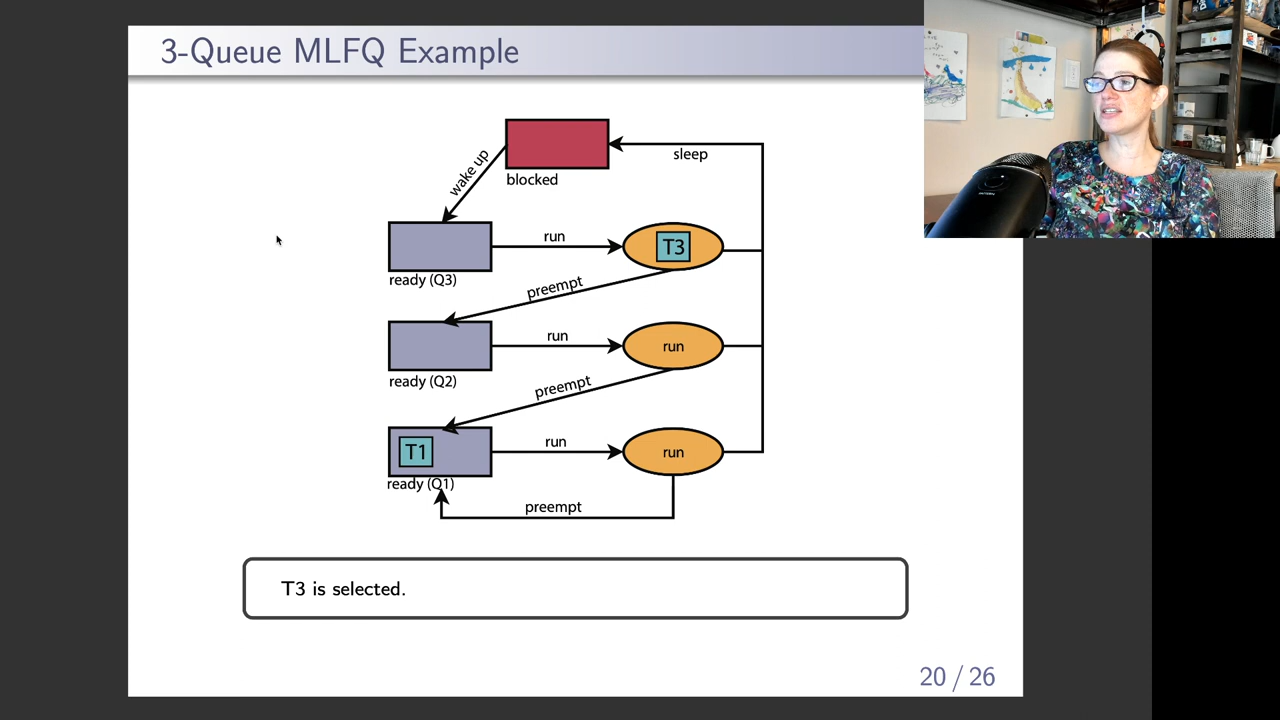 3-Queue MLFQ Example
sleep
wake up
blocked
run
T3
ready (Q3)
preempt
run
run
ready (Q2)
preempt
T1
run
run
ready (Q1)
preempt
T3 is selected.
20 / 26